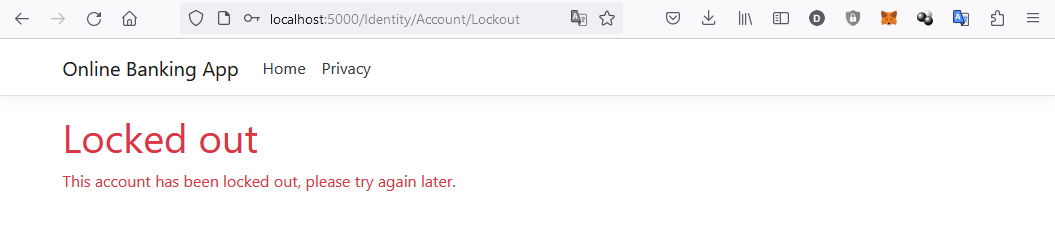 localhost:5000/Identity/Account/Lockout
D
Online Banking App Home Privacy
Locked out
This account has been locked out, please try again later.